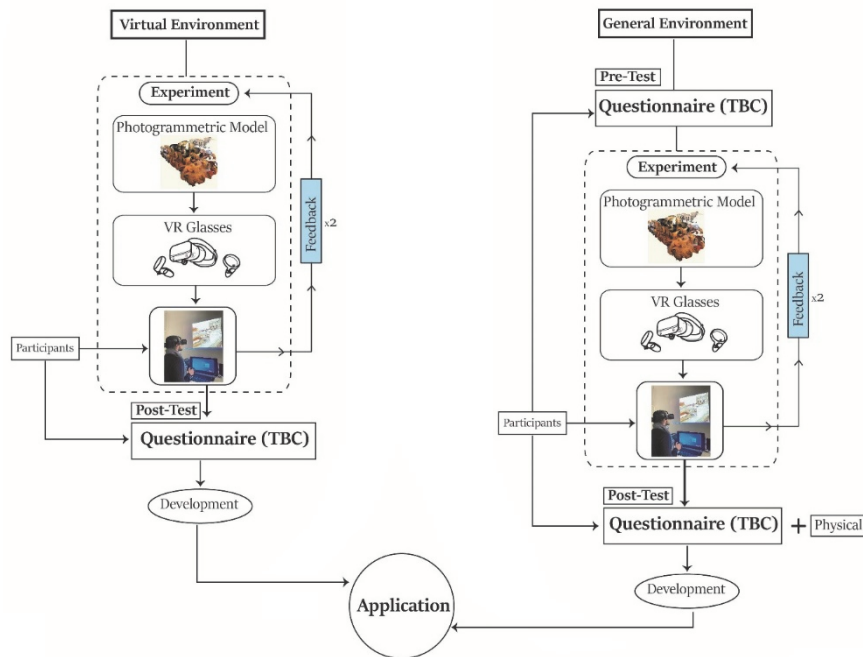 Virtual Environment
Experiment
Photogrammetric Model
VR Glasses
Feedback
x2
Participants
Post-Test
Questionnaire (TBC)
Development
General Environment
Pre-Test
Questionnaire (TBC)
Experiment
Photogrammetric Model
VR Glasses
Feedback
x2
Participants
Post-Test
Questionnaire (TBC)
+
Physical
Development
Application